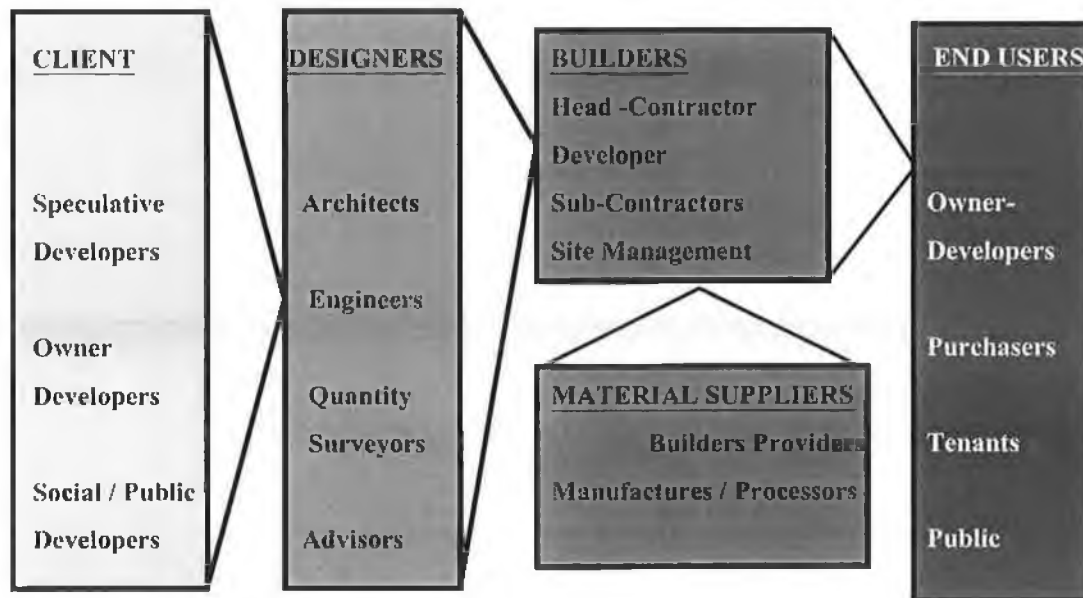 CLIENT
Speculative
Developers
Owner
Developers
Social / Public
Developers
DESIGNERS
Architects
Engineers
Quantity
Surveyors
Advisors
BUILDERS
Head -Contractor
Developer
Sub-Contractors
Site Management
MATERIAL SUPPLIERS
Builders Providers
Manufactures / Processors
END USERS
Owner-
Developers
Purchasers
Tenants
Public